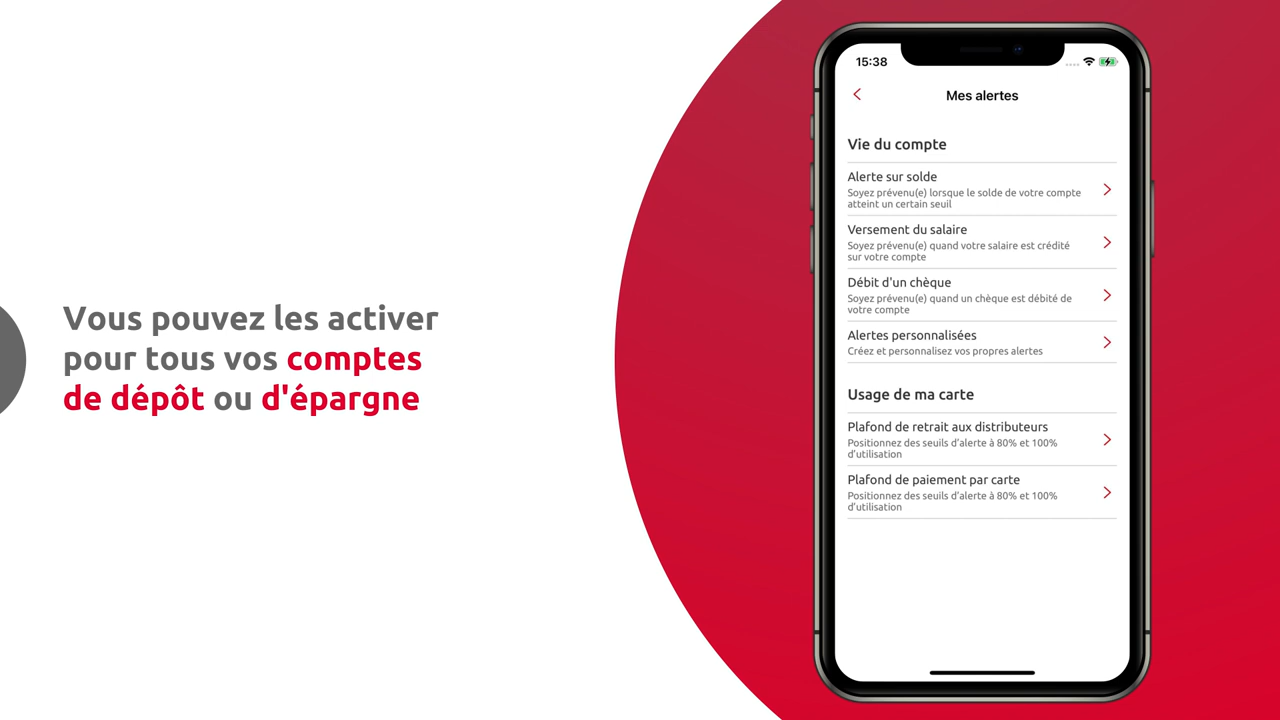 Vous pouvez les activer
pour tous vos comptes
de dépôt ou d'épargne
15:38
Mes alertes
Vie du compte
Alerte sur solde
Soyez prévenu(e) lorsque le solde de votre compte
atteint un certain seuil
Versement du salaire
Soyez prévenu(e) quand votre salaire est crédité
sur votre compte
Débit d'un chèque
Soyez prévenu(e) quand un chèque est débité de
votre compte
Alertes personnalisées
Créez et personnalisez vos propres alertes
Usage de ma carte
Plafond de retrait aux distributeurs
Positionnez des seuils d'alerte à 80% et 100%
d'utilisation
Plafond de paiement par carte
Positionnez des seuils d'alerte à 80% et 100%
d'utilisation